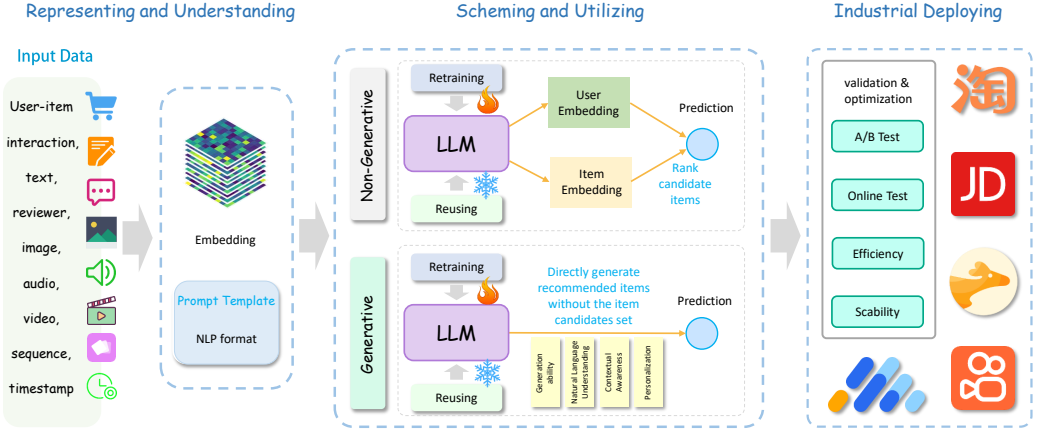 Representing and Understanding
Scheming and Utilizing
Industrial Deploying
Input Data
User-item
interaction,
text,
reviewer,
image,
audio,
video,
sequence,
timestamp
Embedding
Prompt Template
NLP format
Non-Generative
Retraining
LLM
Reusing
User
Embedding
Item
Embedding
Prediction
Rank
candidate
items
Generative
Retraining
LLM
Reusing
Directly generate
recommended items
without the item
candidates set
Prediction
Generation
ability
Natural Language
Understanding
Contextual
Awareness
Personalization
validation &
optimization
A/B Test
Online Test
Efficiency
Scability
淘
JD